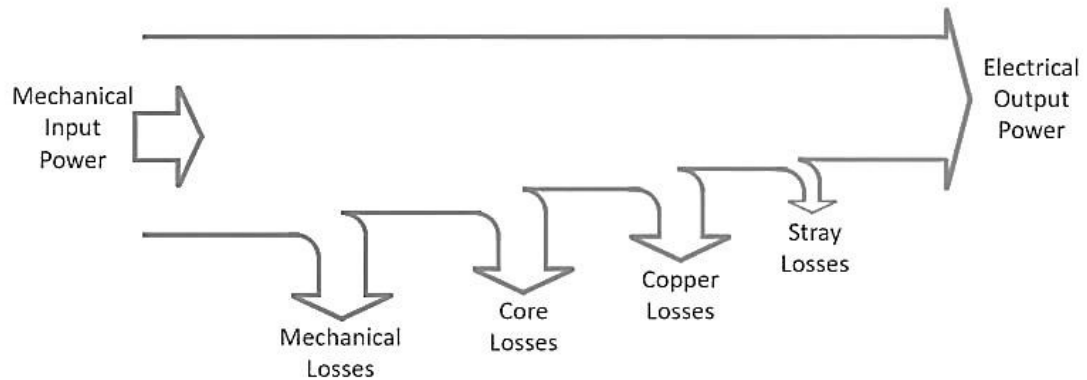 Mechanical
Input
Power
Electrical
Output
Power
Mechanical
Losses
Core
Losses
Copper
Losses
Stray
Losses